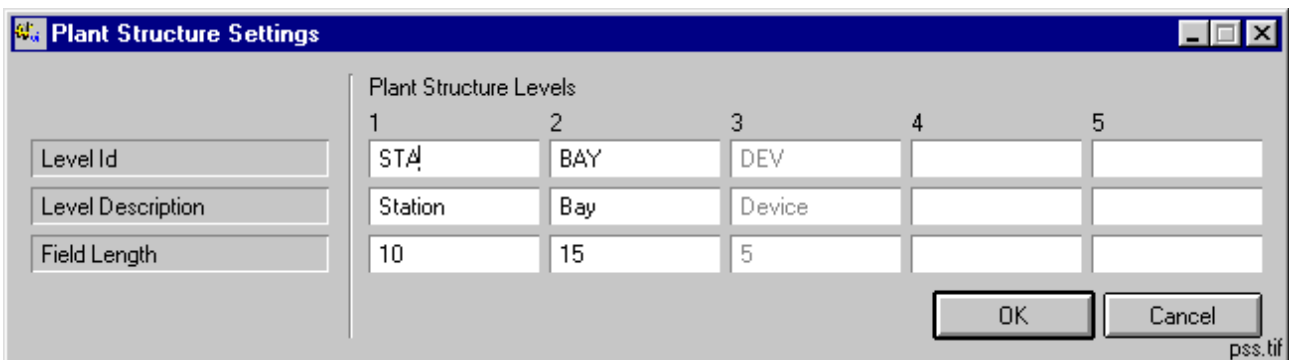 Plant Structure Settings
Plant Structure Levels
1 2 3 4 5
Level Id STA BAY DEV
Level Description Station Bay Device
Field Length 10 15 5
OK Cancel
pss.tif